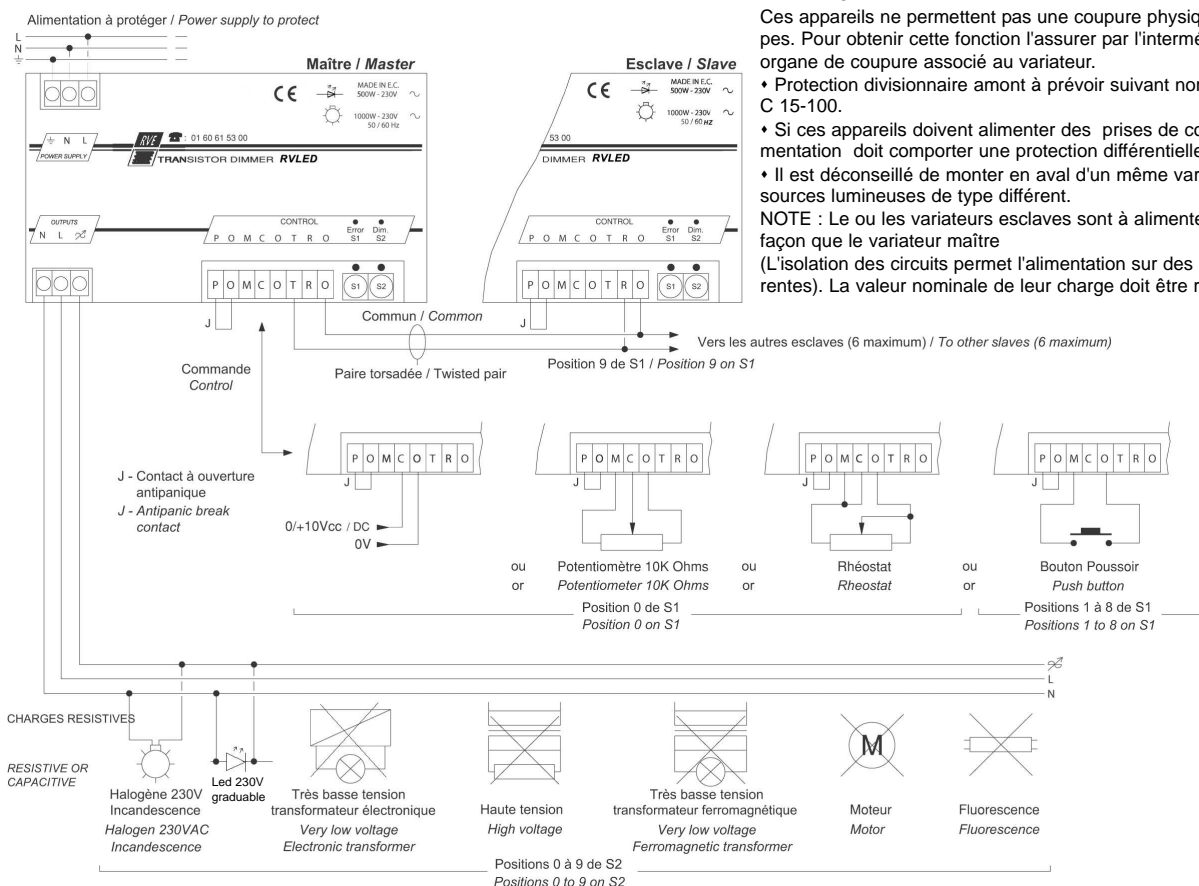 Alimentation à protéger / Power supply to protect
L
N
Ces appareils ne permettent pas une coupure
pes. Pour obtenir cette fonction l'assurer par
organe de coupure associé au variateur.
• Protection divisionnaire amont à prévoir suivant
C 15-100.
• Si ces appareils doivent alimenter des prises de
mentation doit comporter une protection différentielle
• Il est déconseillé de monter en aval d'un même
sources lumineuses de type différent.
NOTE : Le ou les variateurs esclaves sont à
façon que le variateur maître
(L'isolation des circuits permet l'alimentation sur des
rentes). La valeur nominale de leur charge doit être
Maître / Master
CE
MADE IN E.C.
500W - 230V ~
1000W - 230V ~
50 / 60 Hz
N L
POWER SUPPLY
RVE ☎ : 01 60 61 53 00
TRANSISTOR DIMMER RVLED
OUTPUTS
N L
CONTROL
P O M C O T R O
Error
S1
Dim.
S2
P O M C O T R O
S1 S2
J
Esclave / Slave
CE
MADE IN E.C.
500W - 230V ~
1000W - 230V ~
50 / 60 HZ
53 00
DIMMER RVLED
CONTROL
P O M C O T R O
Error
S1
Dim.
S2
P O M C O T R O
S1 S2
J
Commun / Common
Vers les autres esclaves (6 maximum) / To other slaves (6 maximum)
Paire torsadée / Twisted pair
Position 9 de S1 / Position 9 on S1
Commande
Control
J - Contact à ouverture
antipanique
J - Antipanic break
contact
P O M C O T R O
J
0/+10Vcc / DC
0V
ou
or
P O M C O T R O
J
Potentiomètre 10K Ohms
Potentiometer 10K Ohms
ou
or
P O M C O T R O
J
Rhéostat
Rheostat
ou
or
P O M C O T R O
J
Bouton Poussoir
Push button
Position 0 de S1
Position 0 on S1
Positions 1 à 8 de S1
Positions 1 to 8 on S1
L
N
CHARGES RESISTIVES
RESISTIVE OR
CAPACITIVE
Halogène 230V
Incandescence
Halogen 230VAC
Incandescence
Led 230V
graduable
Très basse tension
transformateur électronique
Very low voltage
Electronic transformer
Haute tension
High voltage
Très basse tension
transformateur ferromagnétique
Very low voltage
Ferromagnetic transformer
M
Moteur
Motor
Fluorescence
Fluorescence
Positions 0 à 9 de S2
Positions 0 to 9 on S2